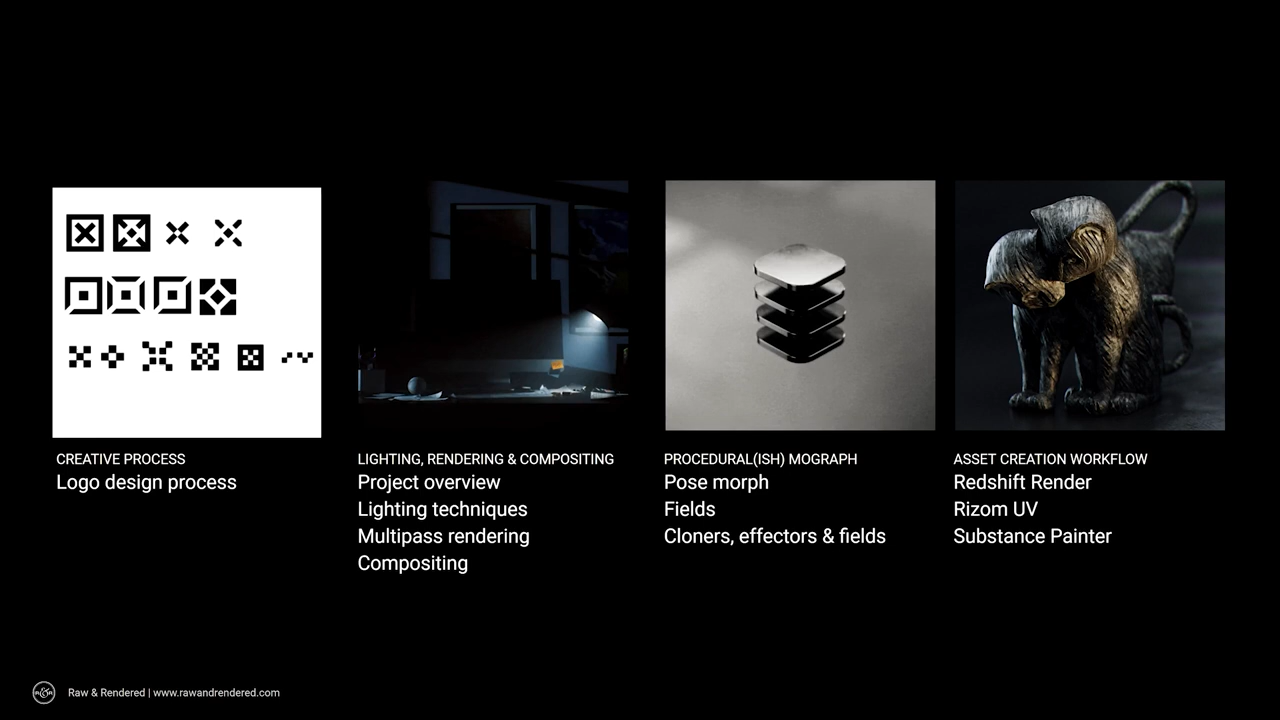 CREATIVE PROCESS
Logo design process
LIGHTING, RENDERING & COMPOSITING
Project overview
Lighting techniques
Multipass rendering
Compositing
PROCEDURAL(ISH) MOGRAPH
Pose morph
Fields
Cloners, effectors & fields
ASSET CREATION WORKFLOW
Redshift Render
Rizom UV
Substance Painter
R&R
Raw & Rendered | www.rawandrendered.com